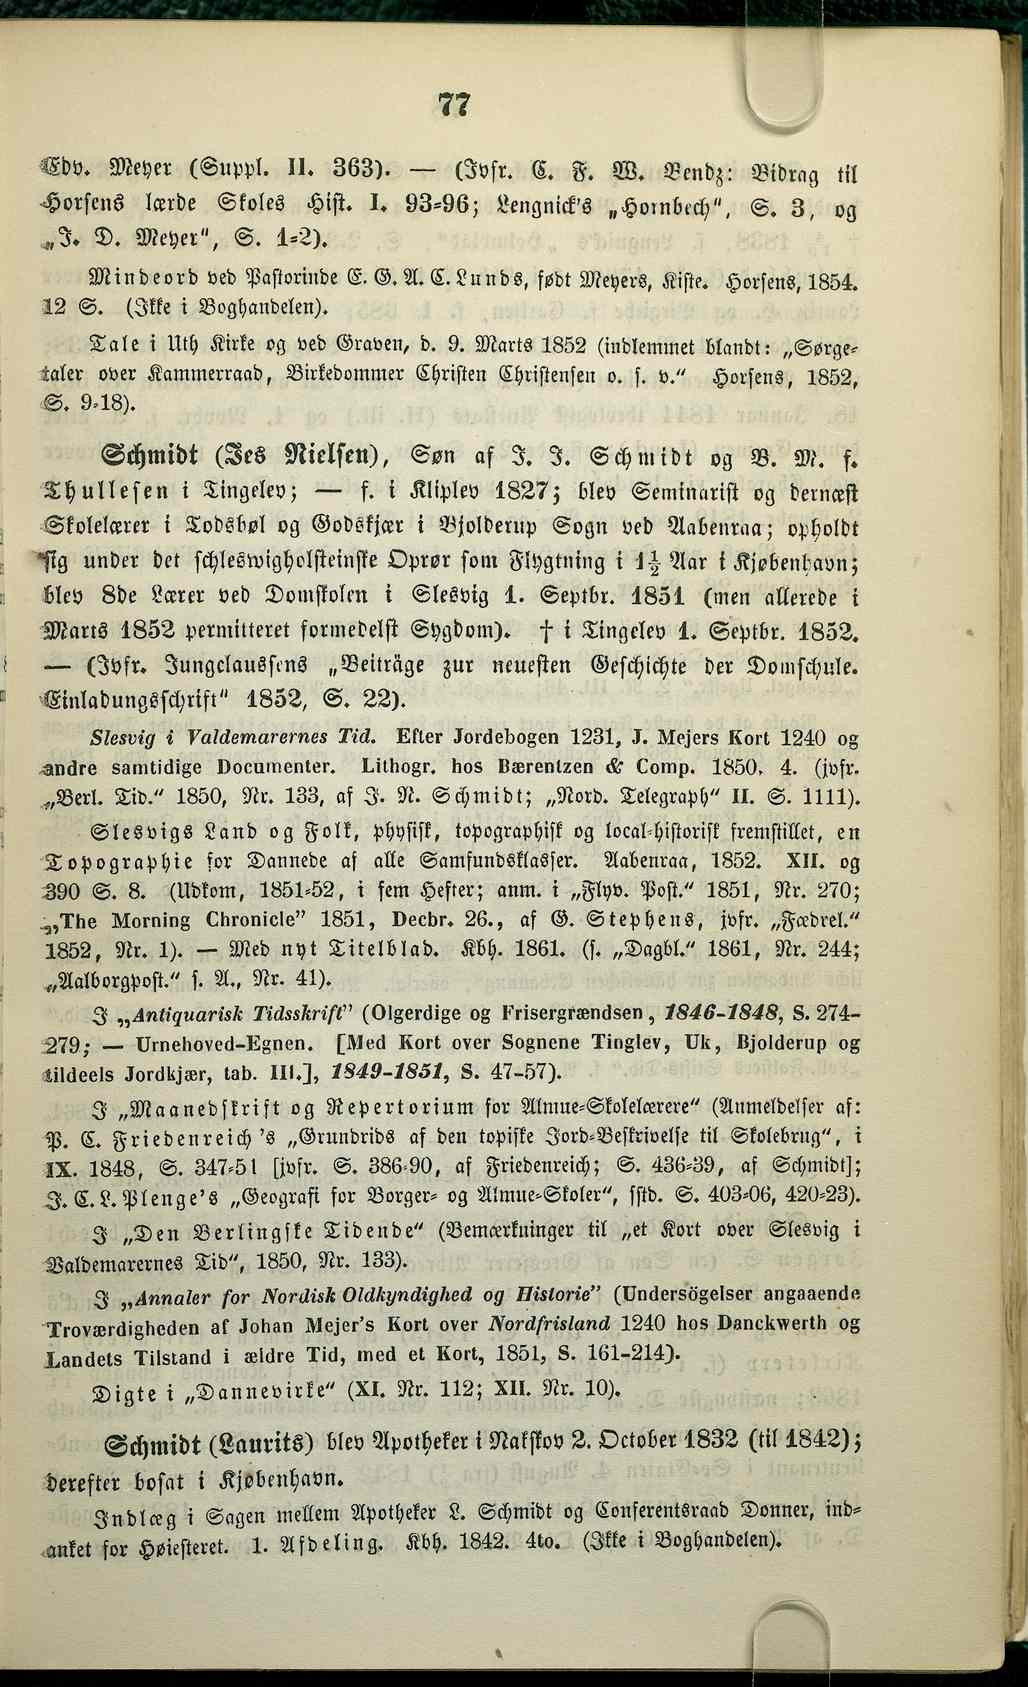 77
Edv. Meyer (Suppl. II. 363). — (Jvfr. C. F. W. Bendz: Bidrag til
Horsens lærde Skoles Hist. I. 93-96; Lengnick's „Hornbech", S. 3, og
„J. D. Meyer", S. 1-2).
Mindeord ved Pastorinde E. G. A. C. Lunds, født Meyers, Kiste. Horsens, 1854.
12 S. (Ikke i Boghandelen).
Tale i Uth Kirke og ved Graven, d. 9. Marts 1852 (indlemmet blandt: „Sørge-
taler over Kammerraad, Birkedommer Christen Christensen o. s. v." Horsens, 1852,
S. 9-18).
Schmidt (Jes Nielsen), Søn af J. J. Schmidt og B. M. f.
Thullesen i Tingelev; — f. i Kliplev 1827; blev Seminarist og dernæst
Skolelærer i Todsbøl og Godskjær i Bjolderup Sogn ved Aabenraa; opholdt
sig under det schleswigholsteinske Oprør som Flygtning i 1½ Aar i Kjøbenhavn;
blev 8de Lærer ved Domskolen i Slesvig 1. Septbr. 1851 (men allerede i
Marts 1852 permitteret formedelst Sygdom). † i Tingelev 1. Septbr. 1852.
— (Jvfr. Jungclaussens „Beiträge zur neuesten Geschichte der Domschule.
Einladungsschrift" 1852, S. 22).
Slesvig i Valdemarernes Tid. Efter Jordebogen 1231, J. Mejers Kort 1240 og
andre samtidige Documenter. Lithogr. hos Bærentzen & Comp. 1850. 4. (jvfr.
„Berl. Tid." 1850, Nr. 133, af J. N. Schmidt; „Nord. Telegraph" II. S. 1111).
Slesvigs Land og Folk, physisk, topographisk og local-historisk fremstillet, en
Topographie for Dannede af alle Samfundsklasser. Aabenraa, 1852. XII. og
390 S. 8. (Udkom, 1851-52, i fem Hefter; anm. i „Flyv. Post." 1851, Nr. 270;
„The Morning Chronicle" 1851, Decbr. 26., af G. Stephens, jvfr. „Fædrel."
1852, Nr. 1). — Med nyt Titelblad. Kbh. 1861. (s. „Dagbl." 1861, Nr. 244;
„Aalborgpost." s. A., Nr. 41).
I „Antiquarisk Tidsskrift" (Olgerdige og Frisergrændsen, 1846-1848, S. 274-
279; — Urnehoved-Egnen. [Med Kort over Sognene Tinglev, Uk, Bjolderup og
tildeels Jordkjær, tab. III.], 1849-1851, S. 47-57).
I „Maanedskrift og Repertorium for Almue-Skolelærere" (Anmeldelser af:
P. C. Friedenreich's „Grundrids af den topiske Jord-Beskrivelse til Skolebrug", i
IX. 1848, S. 347-51 [jvfr. S. 386-90, af Friedenreich; S. 436-39, af Schmidt];
J. C. L. Plenge's „Geografi for Borger- og Almue-Skoler", sstd. S. 403-06, 420-23).
I „Den Berlingske Tidende" (Bemærkninger til „et Kort over Slesvig i
Valdemarernes Tid", 1850, Nr. 133).
I „Annaler for Nordisk Oldkyndighed og Historie" (Undersögelser angaaende
Troværdigheden af Johan Mejer's Kort over Nordfrisland 1240 hos Danckwerth og
Landets Tilstand i ældre Tid, med et Kort, 1851, S. 161-214).
Digte i „Dannevirke" (XI. Nr. 112; XII. Nr. 10).
Schmidt (Laurits) blev Apotheker i Nakskov 2. October 1832 (til 1842);
derefter bosat i Kjøbenhavn.
Indlæg i Sagen mellem Apotheker L. Schmidt og Conferentsraad Donner, ind-
anket for Høiesteret. 1. Afdeling. Kbh. 1842. 4to. (Ikke i Boghandelen).